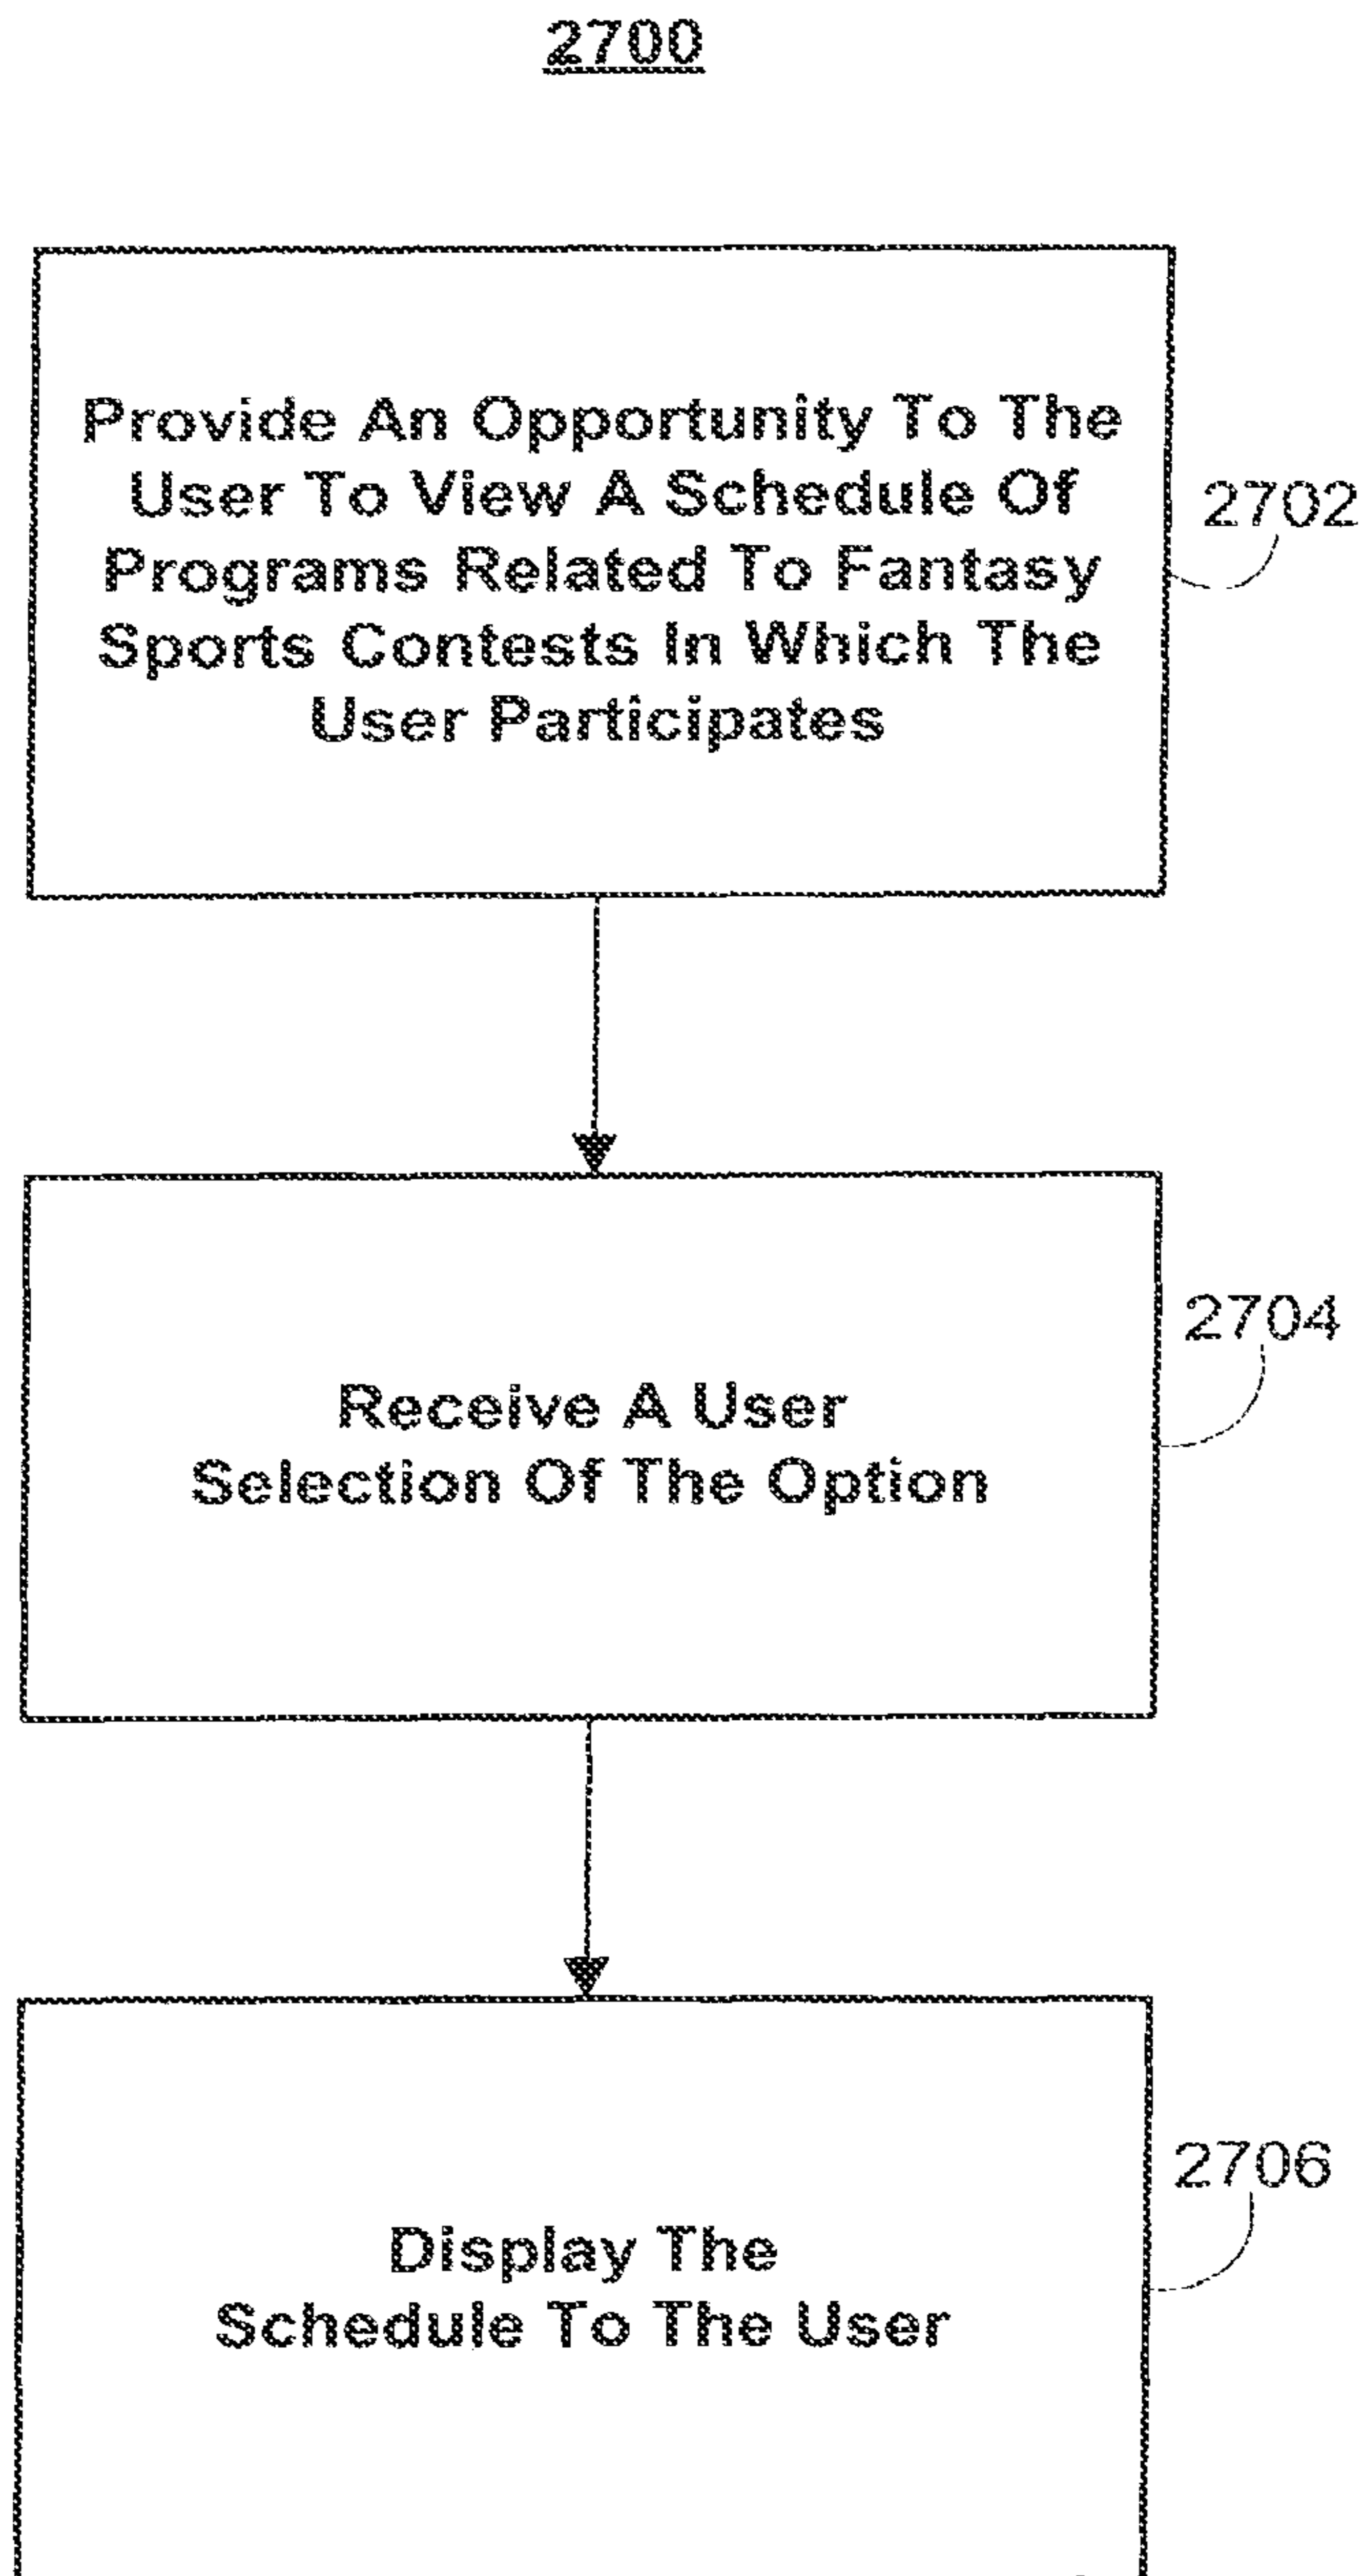 2700
Provide An Opportunity To The
User To View A Schedule Of
Programs Related To Fantasy
Sports Contests In Which The
User Participates
2702
Receive A User
Selection Of The Option
2704
Display The
Schedule To The User
2706